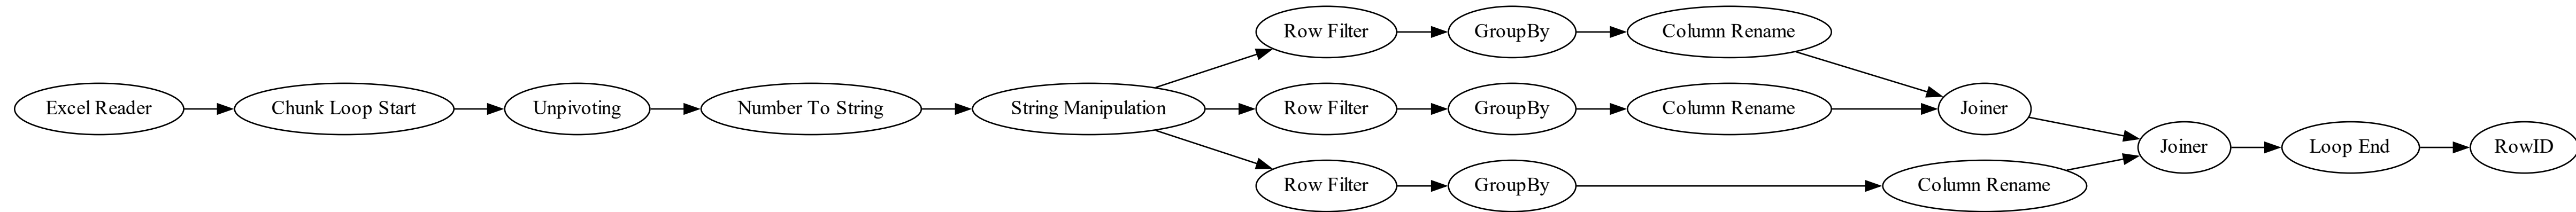 Excel Reader
Chunk Loop Start
Unpivoting
Number To String
String Manipulation
Row Filter
GroupBy
Column Rename
Row Filter
GroupBy
Column Rename
Joiner
Row Filter
GroupBy
Column Rename
Joiner
Loop End
RowID